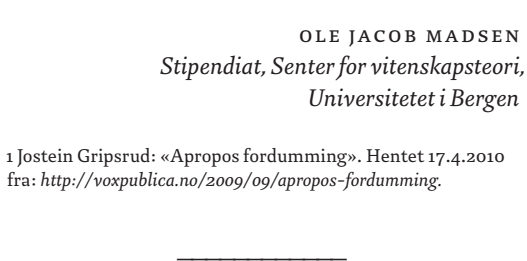 OLE JACOB MADSEN
Stipendiat, Senter for vitenskapsteori,
Universitetet i Bergen
1 Jostein Gripsrud: «Apropos fordumming». Hentet 17.4.2010
fra: http://voxpublica.no/2009/09/apropos-fordumming.